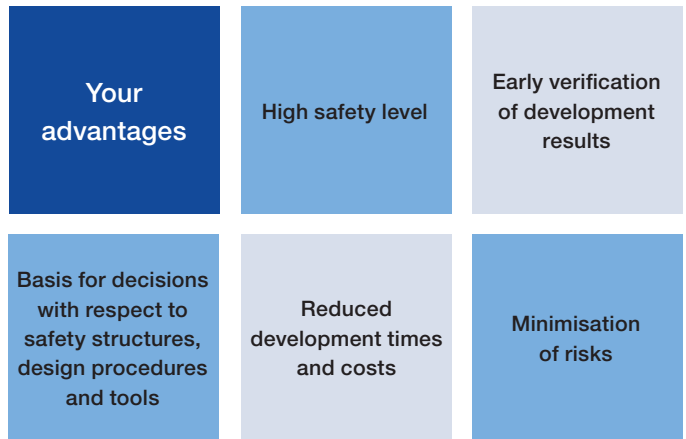 Your
advantages
High safety level
Early verification
of development
results
Basis for decisions
with respect to
safety structures,
design procedures
and tools
Reduced
development times
and costs
Minimisation
of risks